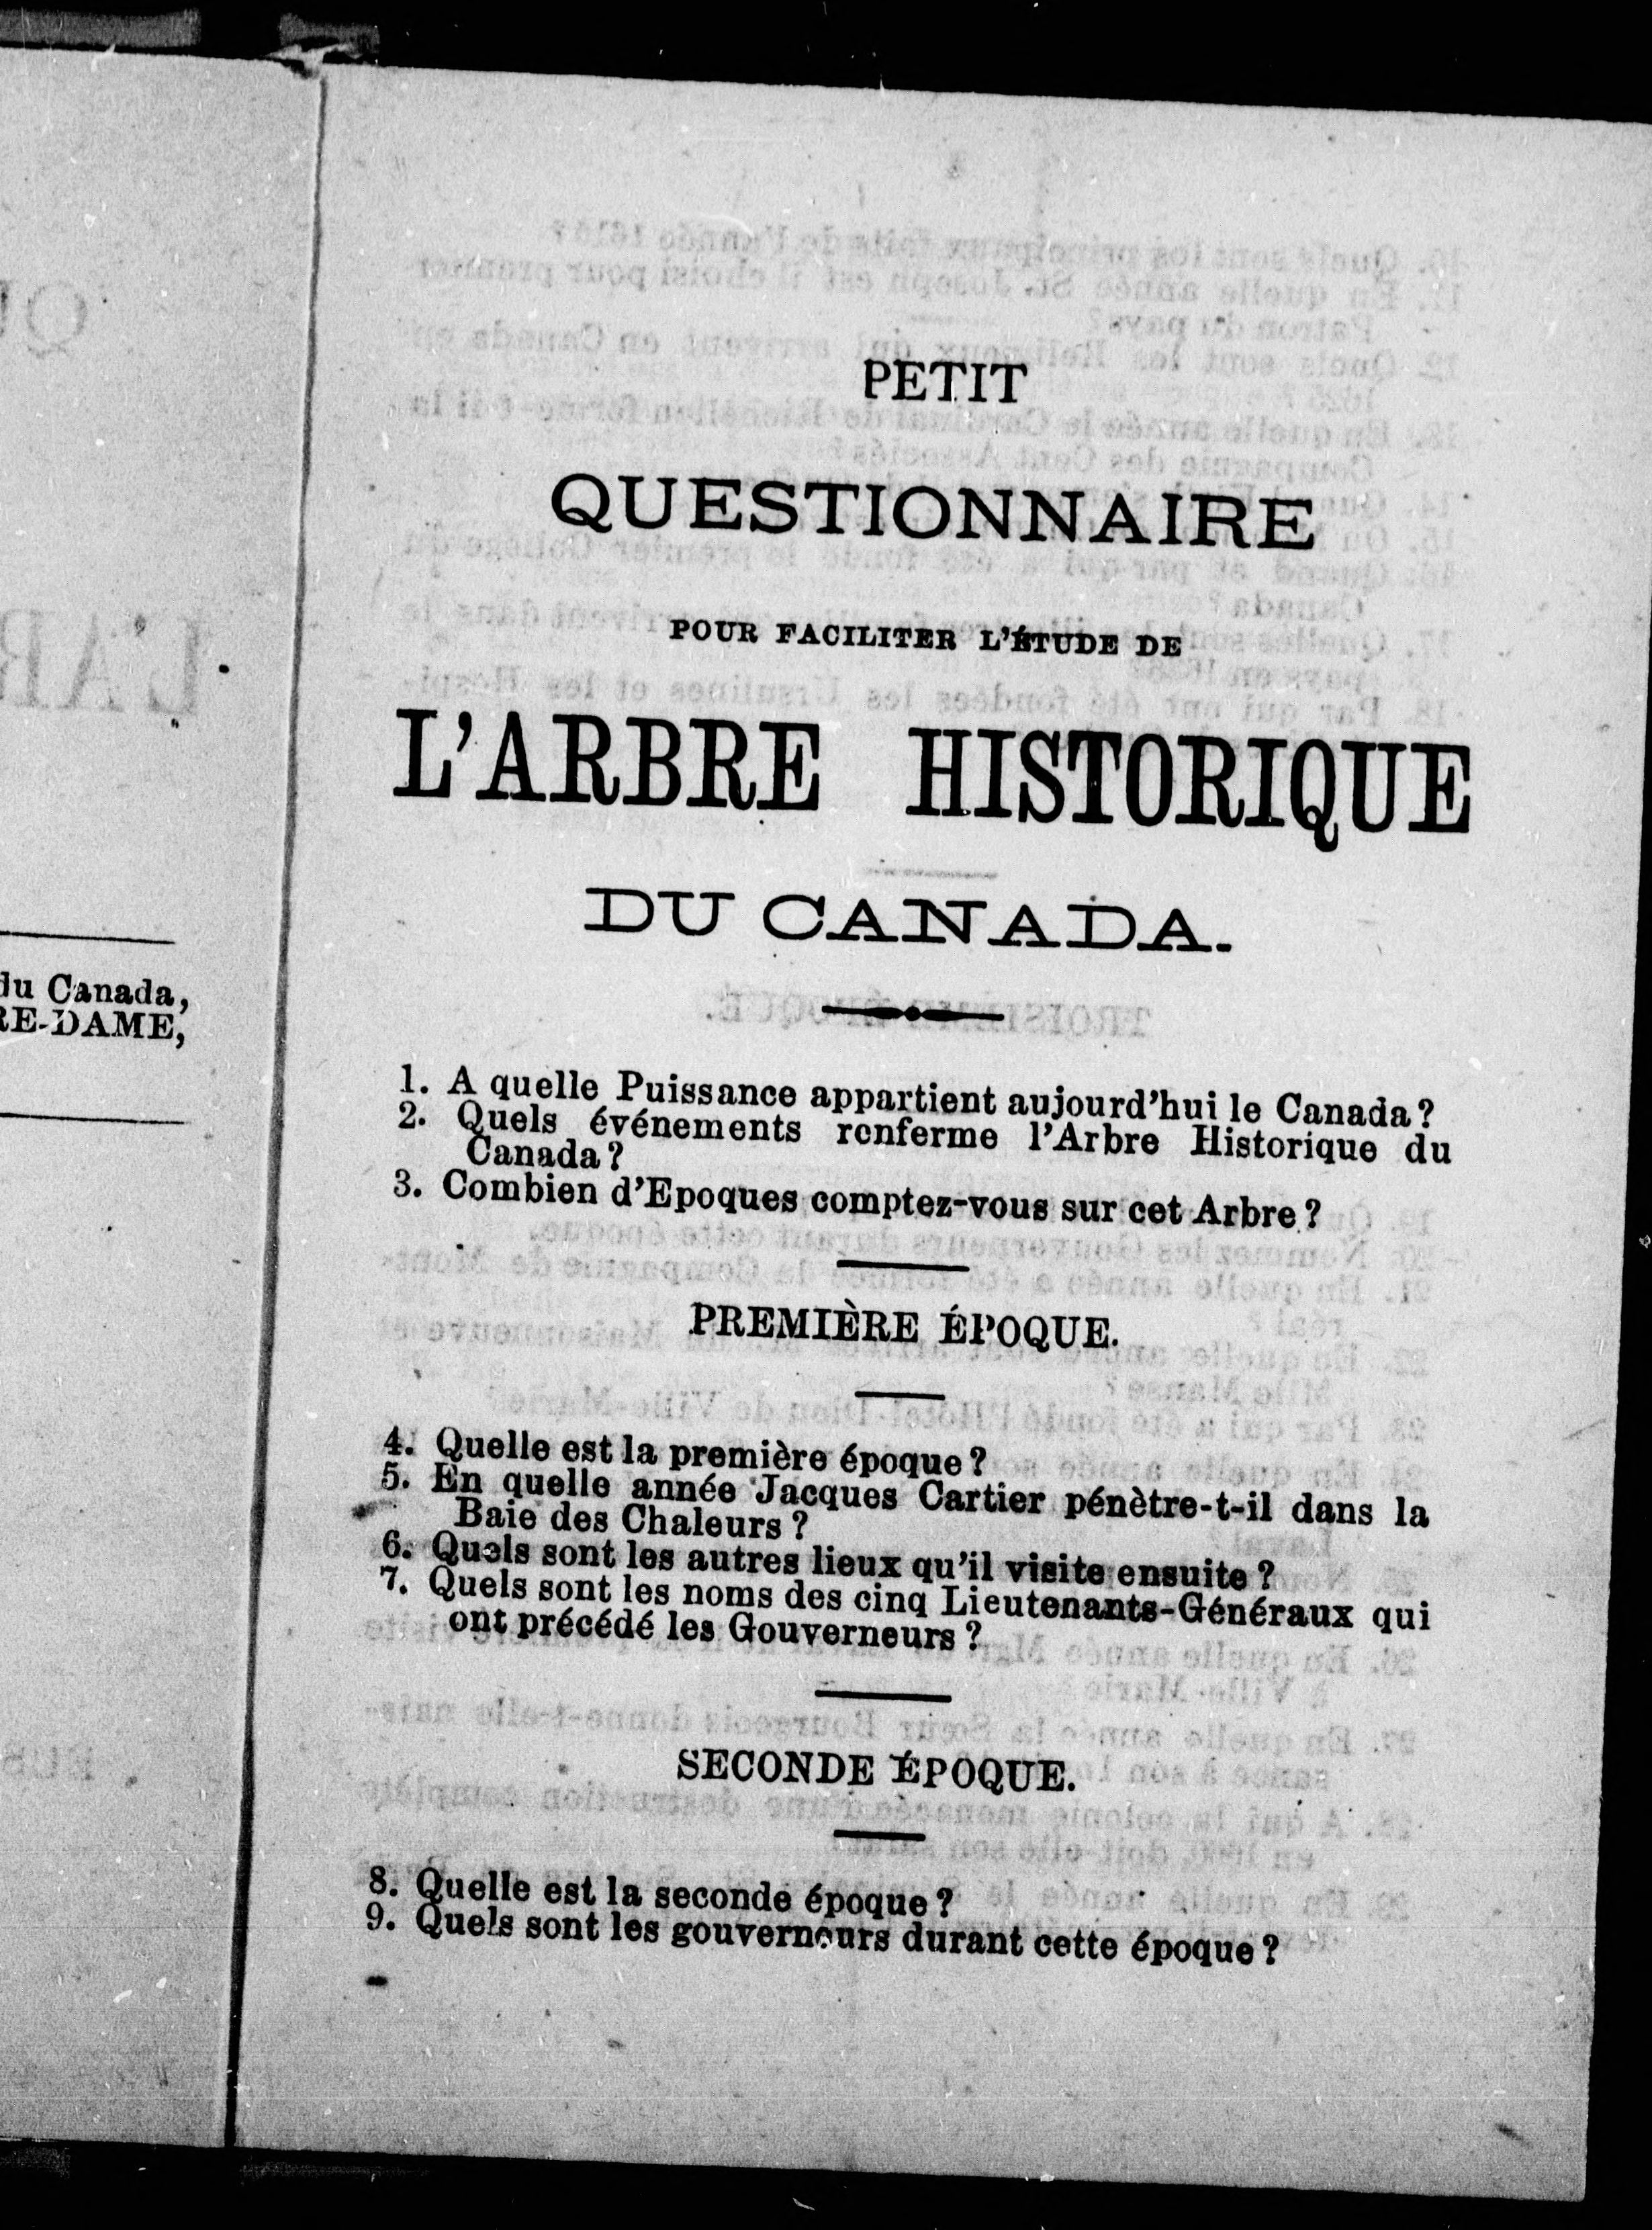 du Canada,
RE-DAME,
PETIT
QUESTIONNAIRE
POUR FACILITER L'ÉTUDE DE
L'ARBRE HISTORIQUE
DU CANADA.
1. A quelle Puissance appartient aujourd'hui le Canada?
2. Quels événements renferme l'Arbre Historique du
Canada?
3. Combien d'Epoques comptez-vous sur cet Arbre?
PREMIÈRE ÉPOQUE.
4. Quelle est la première époque?
5. En quelle année Jacques Cartier pénètre-t-il dans la
Baie des Chaleurs?
6. Quels sont les autres lieux qu'il visite ensuite?
7. Quels sont les noms des cinq Lieutenants-Généraux qui
ont précédé les Gouverneurs?
SECONDE ÉPOQUE.
8. Quelle est la seconde époque?
9. Quels sont les gouverneurs durant cette époque?